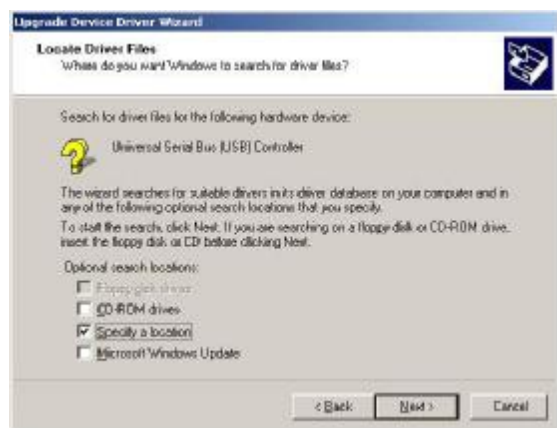 Upgrade Device Driver Wizard
Locate Driver Files
Where do you want Windows to search for driver files?
Search for driver files for the following hardware device:
Universal Serial Bus (USB) Controller
The wizard searches for suitable drivers in its driver database on your computer and in
any of the following optional search locations that you specify.
To start the search, click Next. If you are searching on a floppy disk or CD-ROM drive,
insert the floppy disk or CD before clicking Next.
Optional search locations:
Floppy disk drives
CD-ROM drives
Specify a location
Microsoft Windows Update
< Back
Next >
Cancel